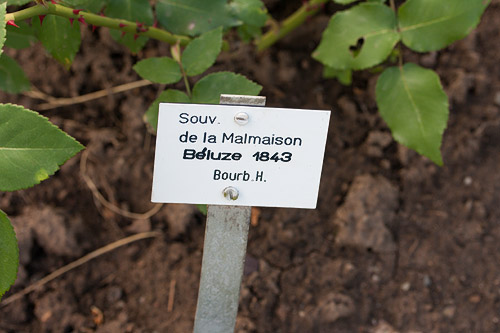 Souv.
de la Malmaison
Béluze 1843
Bourb.H.